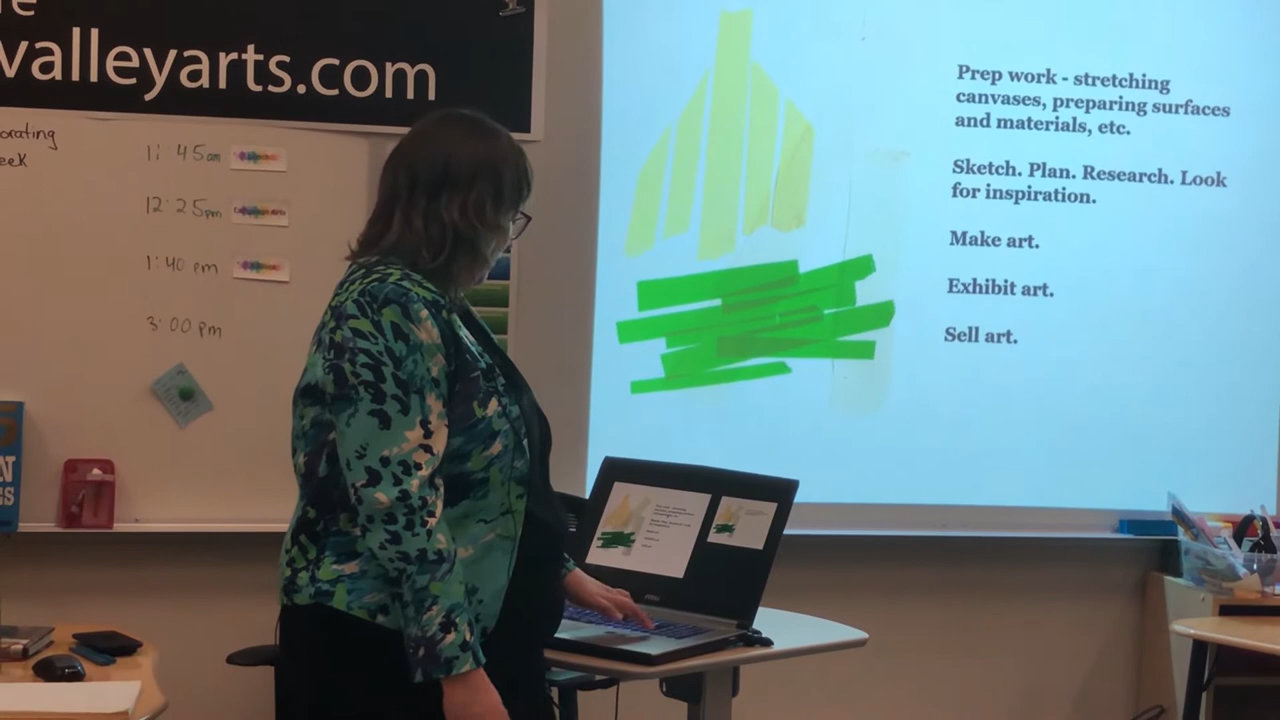 valleyarts.com
orating
eek
11:45am
12:25pm
1:40 pm
3:00 pm
Prep work - stretching
canvases, preparing surfaces
and materials, etc.
Sketch. Plan. Research. Look
for inspiration.
Make art.
Exhibit art.
Sell art.